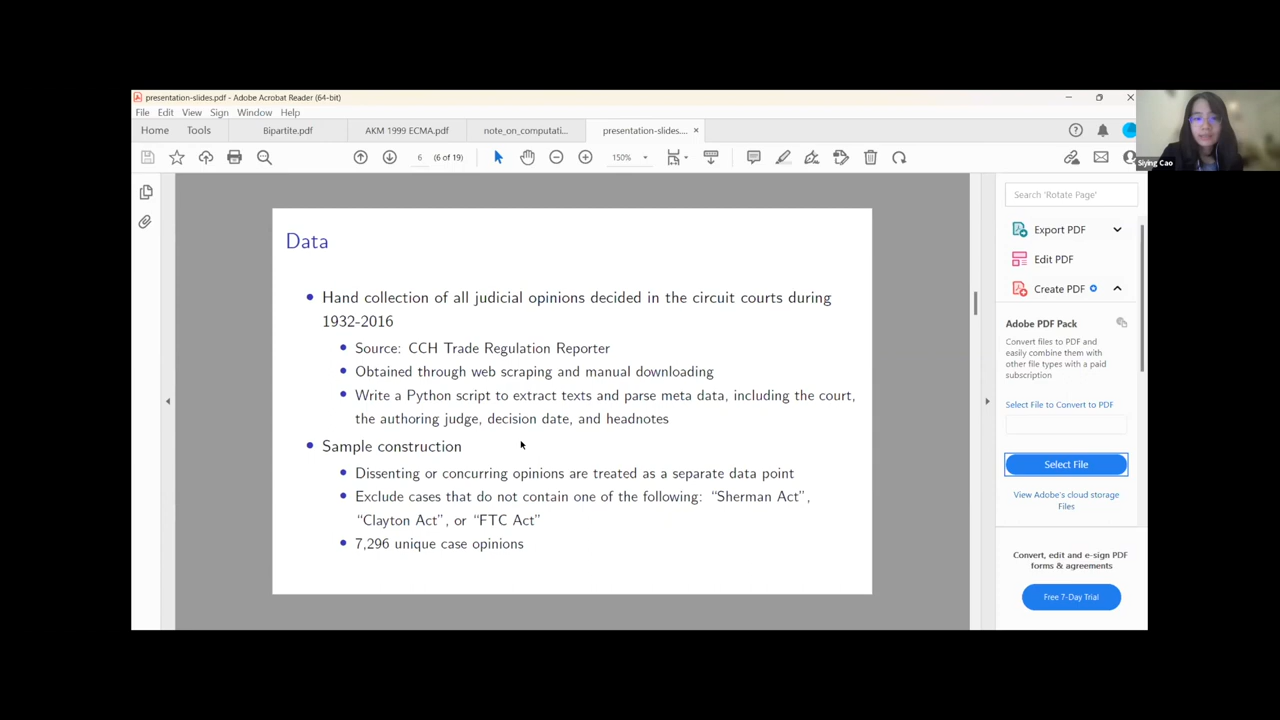 presentation-slides.pdf - Adobe Acrobat Reader (64-bit)
File Edit View Sign Window Help
Home Tools Bipartite.pdf AKM 1999 ECMA.pdf note_on_computati... presentation-slides.... ×
6 (6 of 19) 150%
Siying Cao
Data
• Hand collection of all judicial opinions decided in the circuit courts during
1932-2016
• Source: CCH Trade Regulation Reporter
• Obtained through web scraping and manual downloading
• Write a Python script to extract texts and parse meta data, including the court,
the authoring judge, decision date, and headnotes
• Sample construction
• Dissenting or concurring opinions are treated as a separate data point
• Exclude cases that do not contain one of the following: “Sherman Act”,
“Clayton Act”, or “FTC Act”
• 7,296 unique case opinions
Search 'Rotate Page'
Export PDF
Edit PDF
Create PDF
Adobe PDF Pack
Convert files to PDF and
easily combine them with
other file types with a paid
subscription
Select File to Convert to PDF
Select File
View Adobe's cloud storage
Files
Convert, edit and e-sign PDF
forms & agreements
Free 7-Day Trial